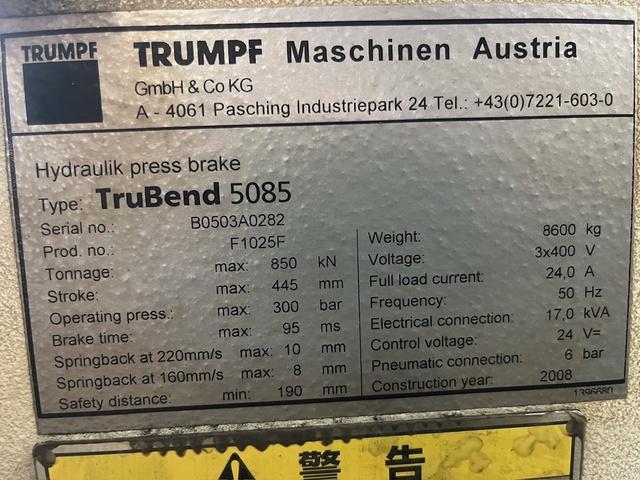 TRUMPF
TRUMPF Maschinen Austria
GmbH & Co KG
A - 4061 Pasching Industriepark 24 Tel.: +43(0)7221-603-0
Hydraulik press brake
Type: TruBend 5085
Serial no.: B0503A0282
Prod. no.: F1025F
Tonnage: max: 850 kN
Stroke: max: 445 mm
Operating press.: max: 300 bar
Brake time: max: 95 ms
Springback at 220mm/s max: 10 mm
Springback at 160mm/s max: 8 mm
Safety distance: min: 190 mm
Weight: 8600 kg
Voltage: 3x400 V
Full load current: 24,0 A
Frequency: 50 Hz
Electrical connection: 17,0 kVA
Control voltage: 24 V=
Pneumatic connection: 6 bar
Construction year: 2008
1396680
警告